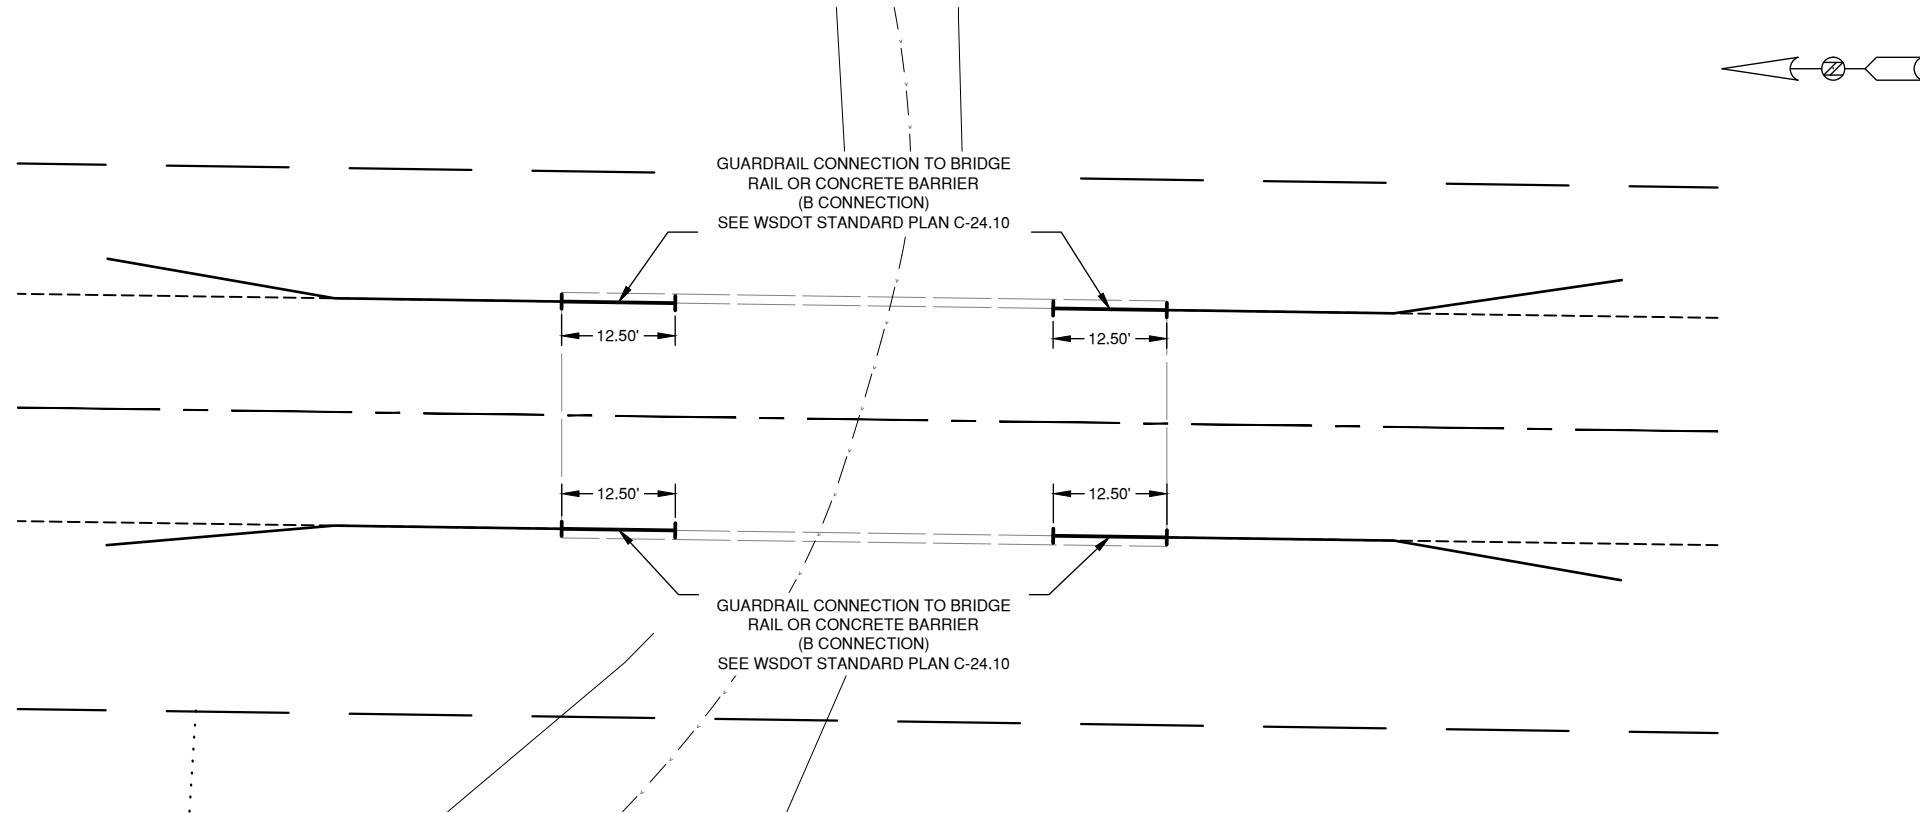 GUARDRAIL CONNECTION TO BRIDGE
RAIL OR CONCRETE BARRIER
(B CONNECTION)
SEE WSDOT STANDARD PLAN C-24.10
12.50'
12.50'
12.50'
12.50'
GUARDRAIL CONNECTION TO BRIDGE
RAIL OR CONCRETE BARRIER
(B CONNECTION)
SEE WSDOT STANDARD PLAN C-24.10